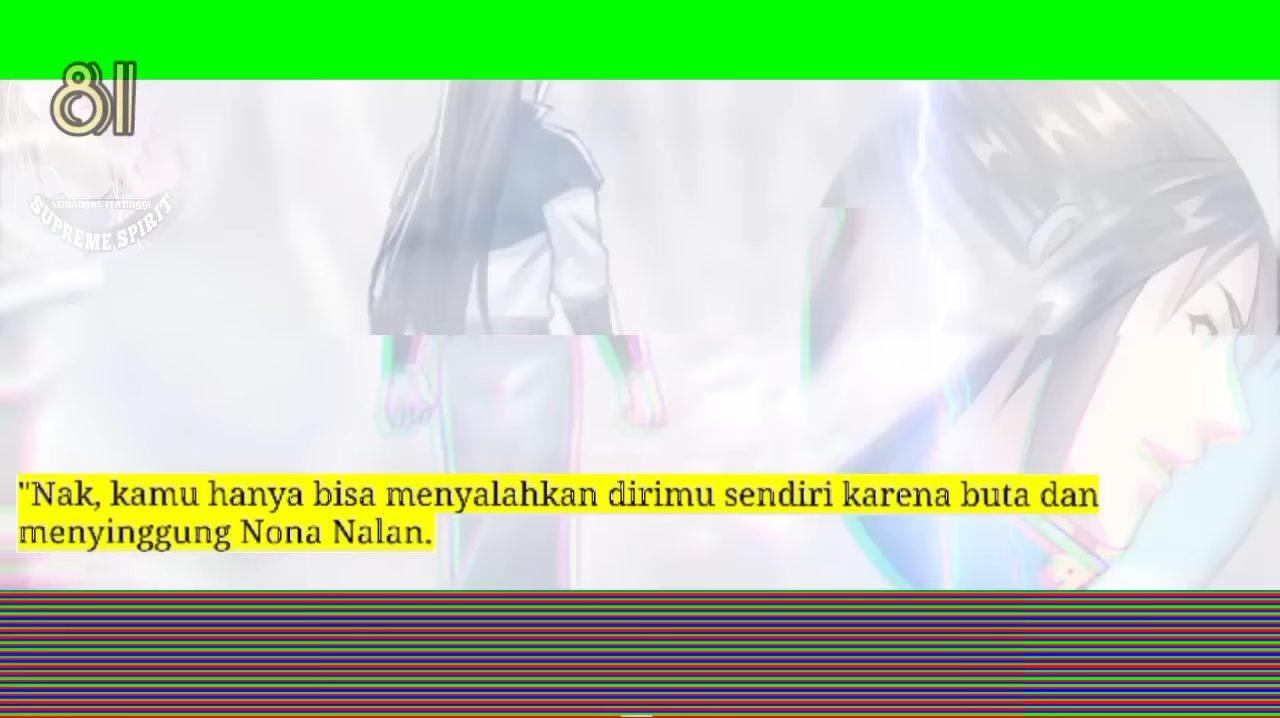 81
SEMANGAT TERTINGGI
SUPREME SPIRIT
"Nak, kamu hanya bisa menyalahkan dirimu sendiri karena buta dan
menyinggung Nona Nalan.